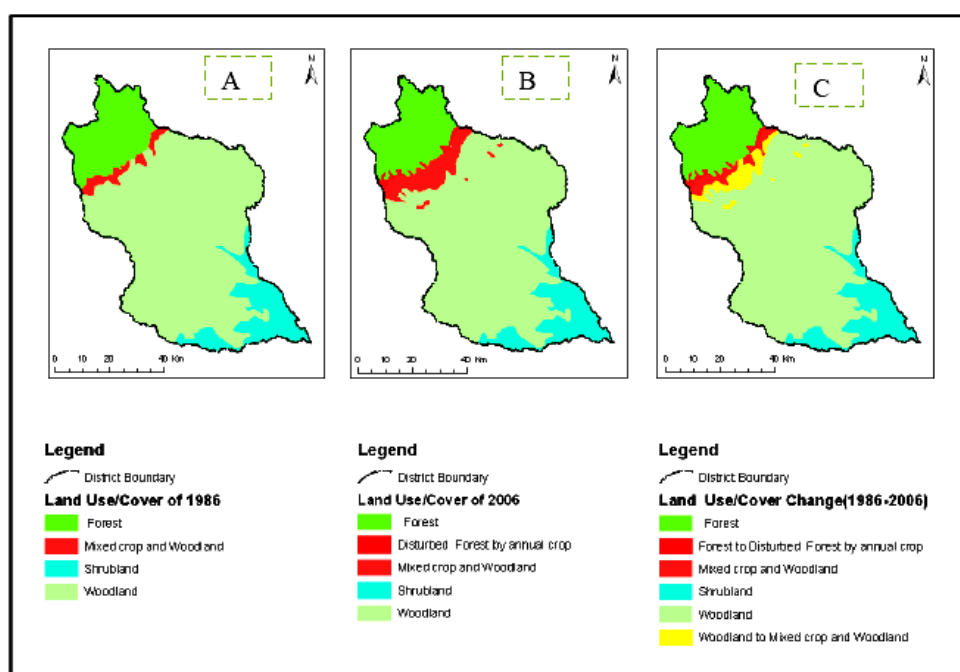 A
N
0 10 20 40 Km
B
N
0 10 20 40 Km
C
N
0 10 20 40 Km
Legend
District Boundary
Land Use/Cover of 1986
Forest
Mixed crop and Woodland
Shrubland
Woodland
Legend
District Boundary
Land Use/Cover of 2006
Forest
Disturbed Forest by annual crop
Mixed crop and Woodland
Shrubland
Woodland
Legend
District Boundary
Land Use/Cover Change(1986-2006)
Forest
Forest to Disturbed Forest by annual crop
Mixed crop and Woodland
Shrubland
Woodland
Woodland to Mixed crop and Woodland